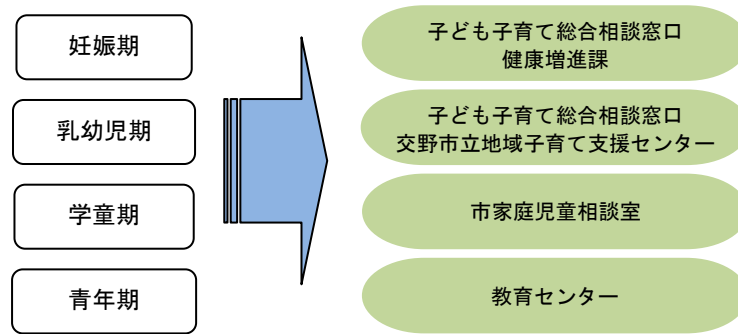 妊娠期
乳幼児期
学童期
青年期
子ども子育て総合相談窓口
健康増進課
子ども子育て総合相談窓口
交野市立地域子育て支援センター
市家庭児童相談室
教育センター